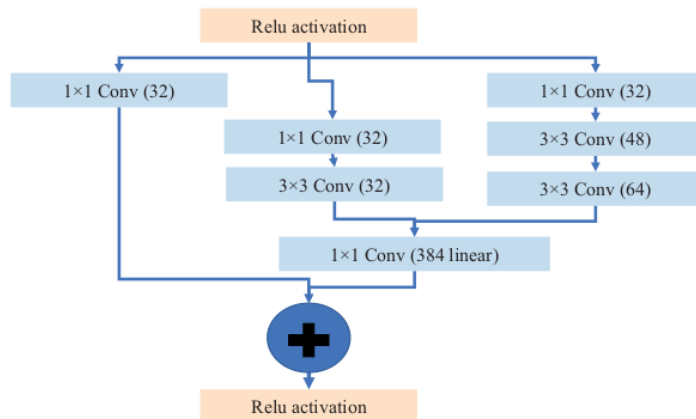 Relu activation
1×1 Conv (32)
1×1 Conv (32)
1×1 Conv (32)
3×3 Conv (48)
3×3 Conv (32)
3×3 Conv (64)
1×1 Conv (384 linear)
Relu activation